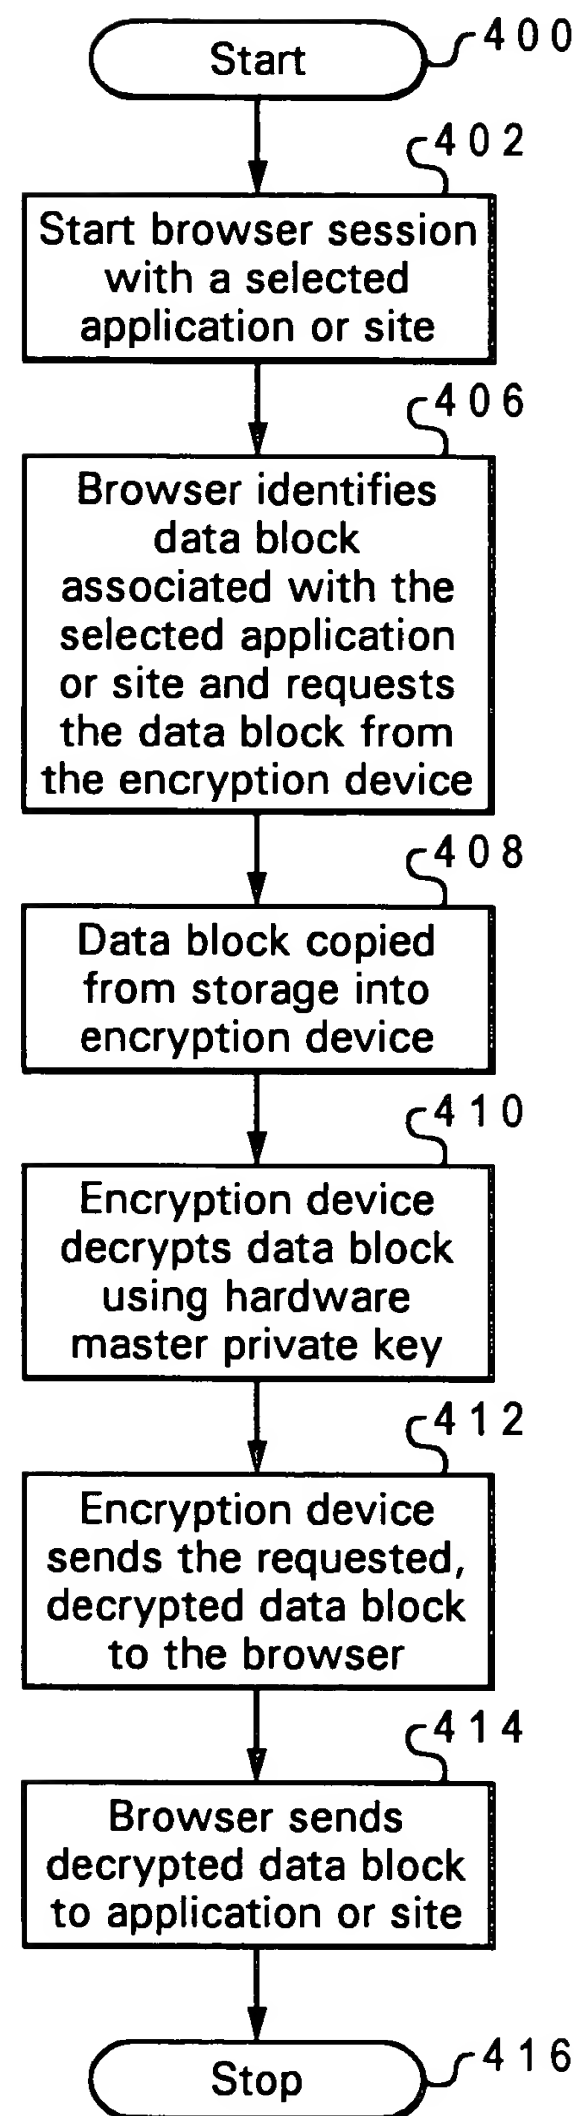 400
Start
402
Start browser session
with a selected
application or site
406
Browser identifies
data block
associated with the
selected application
or site and requests
the data block from
the encryption device
408
Data block copied
from storage into
encryption device
410
Encryption device
decrypts data block
using hardware
master private key
412
Encryption device
sends the requested,
decrypted data block
to the browser
414
Browser sends
decrypted data block
to application or site
416
Stop